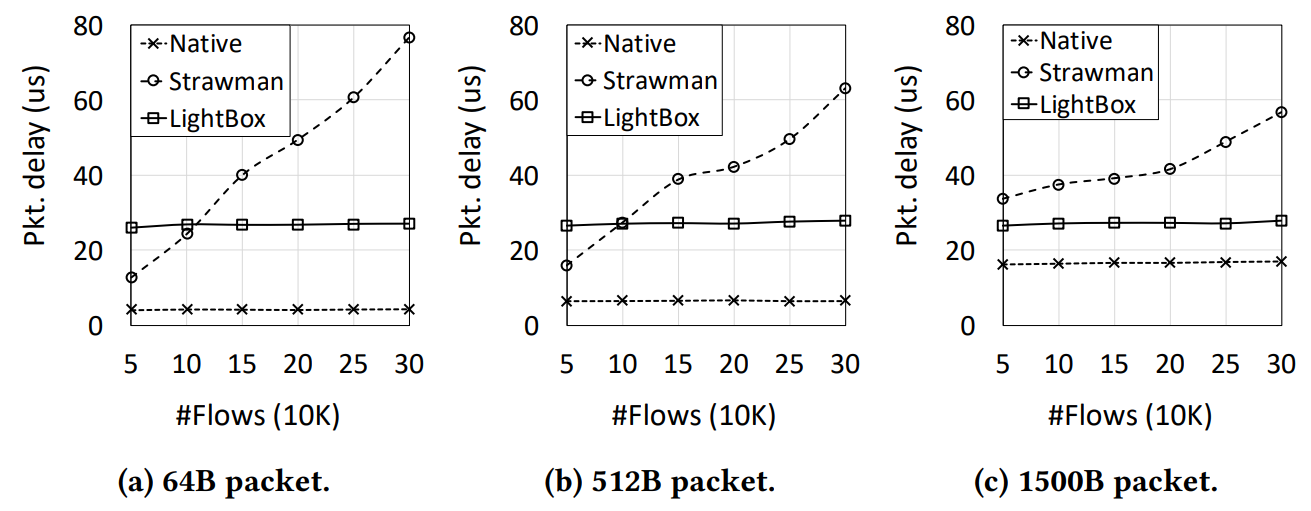 Pkt. delay (us)
80
60
40
20
0
Native
Strawman
LightBox
5 10 15 20 25 30
#Flows (10K)
(a) 64B packet.
Pkt. delay (us)
80
60
40
20
0
Native
Strawman
LightBox
5 10 15 20 25 30
#Flows (10K)
(b) 512B packet.
Pkt. delay (us)
80
60
40
20
0
Native
Strawman
LightBox
5 10 15 20 25 30
#Flows (10K)
(c) 1500B packet.